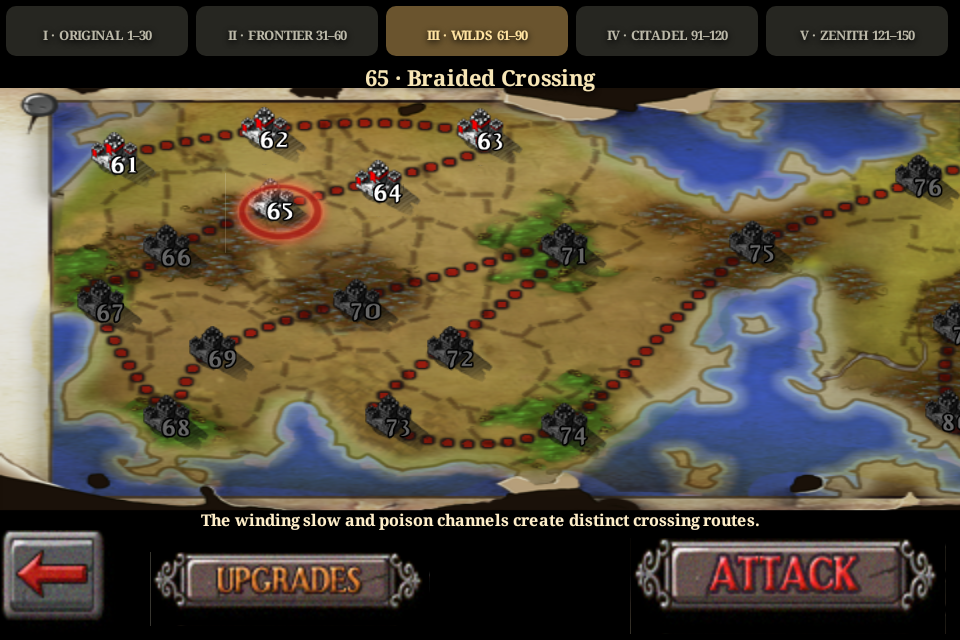 I · ORIGINAL 1–30
II · FRONTIER 31–60
III · WILDS 61–90
IV · CITADEL 91–120
V · ZENITH 121–150
65 · Braided Crossing
61
62
63
64
65
66
67
68
69
70
71
72
73
74
75
76
The winding slow and poison channels create distinct crossing routes.
UPGRADES
ATTACK